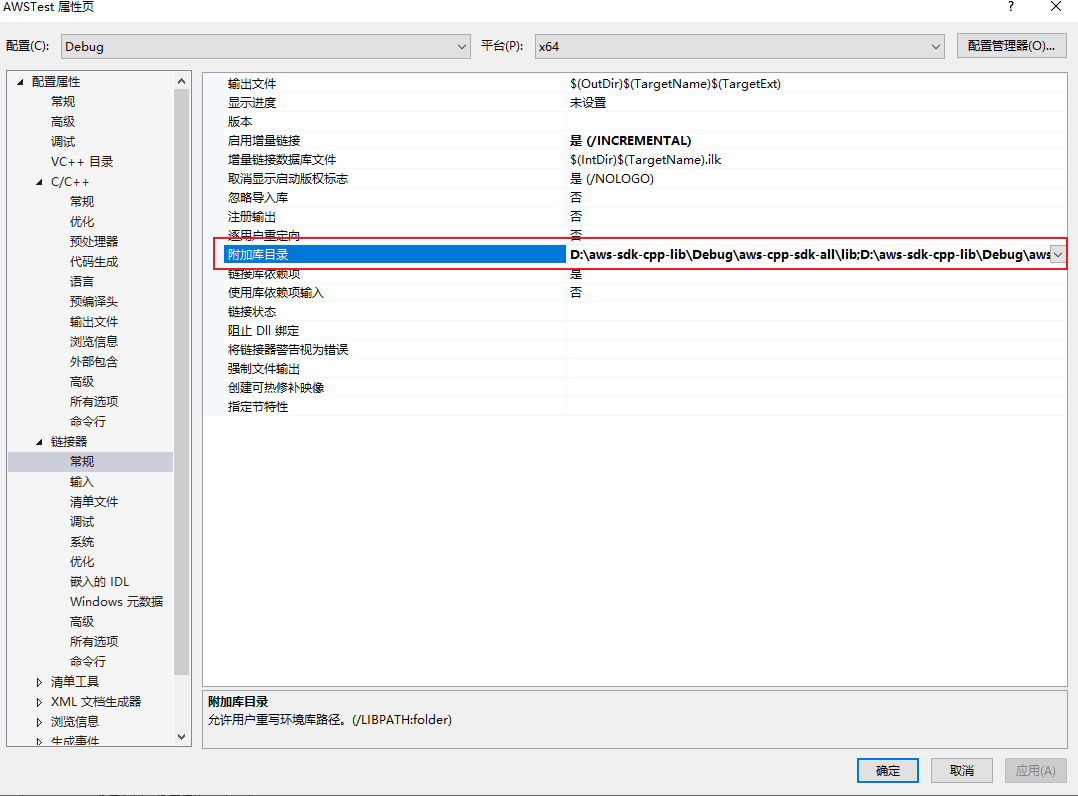 AWSTest 属性页
配置(C): Debug 平台(P): x64 配置管理器(O)...
配置属性
常规
高级
调试
VC++ 目录
C/C++
常规
优化
预处理器
代码生成
语言
预编译头
输出文件
浏览信息
外部包含
高级
所有选项
命令行
链接器
常规
输入
清单文件
调试
系统
优化
嵌入的 IDL
Windows 元数据
高级
所有选项
命令行
清单工具
XML 文档生成器
浏览信息
生成事件
输出文件 $(OutDir)$(TargetName)$(TargetExt)
显示进度 未设置
版本
启用增量链接 是 (/INCREMENTAL)
增量链接数据库文件 $(IntDir)$(TargetName).ilk
取消显示启动版权标志 是 (/NOLOGO)
忽略导入库 否
注册输出 否
逐用户重定向 否
附加库目录 D:\aws-sdk-cpp-lib\Debug\aws-cpp-sdk-all\lib;D:\aws-sdk-cpp-lib\Debug\aws
链接库依赖项 是
使用库依赖项输入 否
链接状态
阻止 Dll 绑定
将链接器警告视为错误
强制文件输出
创建可热修补映像
指定节特性
附加库目录
允许用户重写环境库路径。(/LIBPATH:folder)
确定 取消 应用(A)